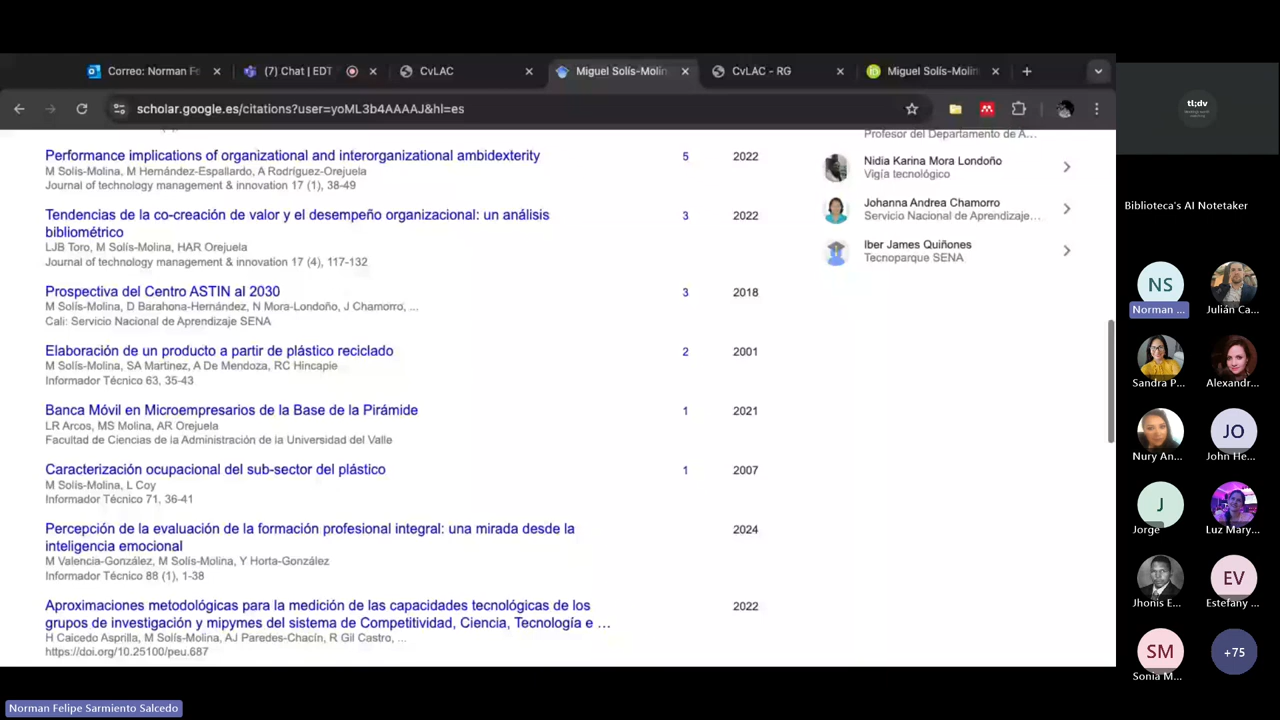 Correo: Norman Fe
(7) Chat | EDT
CvLAC
Miguel Solís-Molin
CvLAC - RG
Miguel Solís-Molin
scholar.google.es/citations?user=yoML3b4AAAAJ&hl=es
Performance implications of organizational and interorganizational ambidexterity
5
2022
M Solís-Molina, M Hernández-Espallardo, A Rodríguez-Orejuela
Journal of technology management & innovation 17 (1), 38-49
Tendencias de la co-creación de valor y el desempeño organizacional: un análisis
bibliométrico
3
2022
LJB Toro, M Solís-Molina, HAR Orejuela
Journal of technology management & innovation 17 (4), 117-132
Prospectiva del Centro ASTIN al 2030
3
2018
M Solís-Molina, D Barahona-Hernández, N Mora-Londoño, J Chamorro, ...
Cali: Servicio Nacional de Aprendizaje SENA
Elaboración de un producto a partir de plástico reciclado
2
2001
M Solís-Molina, SA Martinez, A De Mendoza, RC Hincapie
Informador Técnico 63, 35-43
Banca Móvil en Microempresarios de la Base de la Pirámide
1
2021
LR Arcos, MS Molina, AR Orejuela
Facultad de Ciencias de la Administración de la Universidad del Valle
Caracterización ocupacional del sub-sector del plástico
1
2007
M Solis-Molina, L Coy
Informador Técnico 71, 36-41
Percepción de la evaluación de la formación profesional integral: una mirada desde la
inteligencia emocional
2024
M Valencia-González, M Solís-Molina, Y Horta-González
Informador Técnico 88 (1), 1-38
Aproximaciones metodológicas para la medición de las capacidades tecnológicas de los
grupos de investigación y mipymes del sistema de Competitividad, Ciencia, Tecnología e ...
2022
H Caicedo Asprilla, M Solís-Molina, AJ Paredes-Chacín, R Gil Castro, ...
https://doi.org/10.25100/peu.687
Profesor del Departamento de A...
Nidia Karina Mora Londoño
Vigía tecnológico
Johanna Andrea Chamorro
Servicio Nacional de Aprendizaje...
Iber James Quiñones
Tecnoparque SENA
tl;dv
Biblioteca's AI Notetaker
NS
Norman ...
Julián Ca...
Sandra P...
Alexandr...
Nury An...
JO
John He...
J
Jorge
Luz Mary...
Jhonis E...
EV
Estefany ...
SM
Sonia M...
+75
Norman Felipe Sarmiento Salcedo